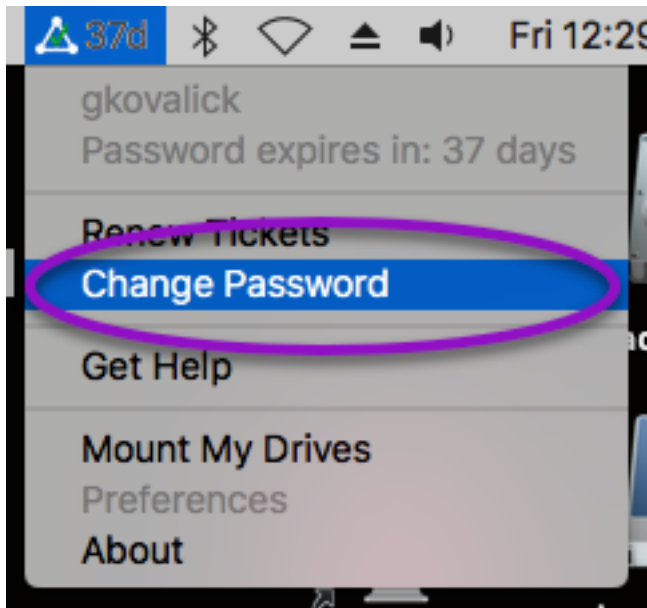 37d Fri 12:29
gkovalick
Password expires in: 37 days
Renew Tickets
Change Password
Get Help
Mount My Drives
Preferences
About